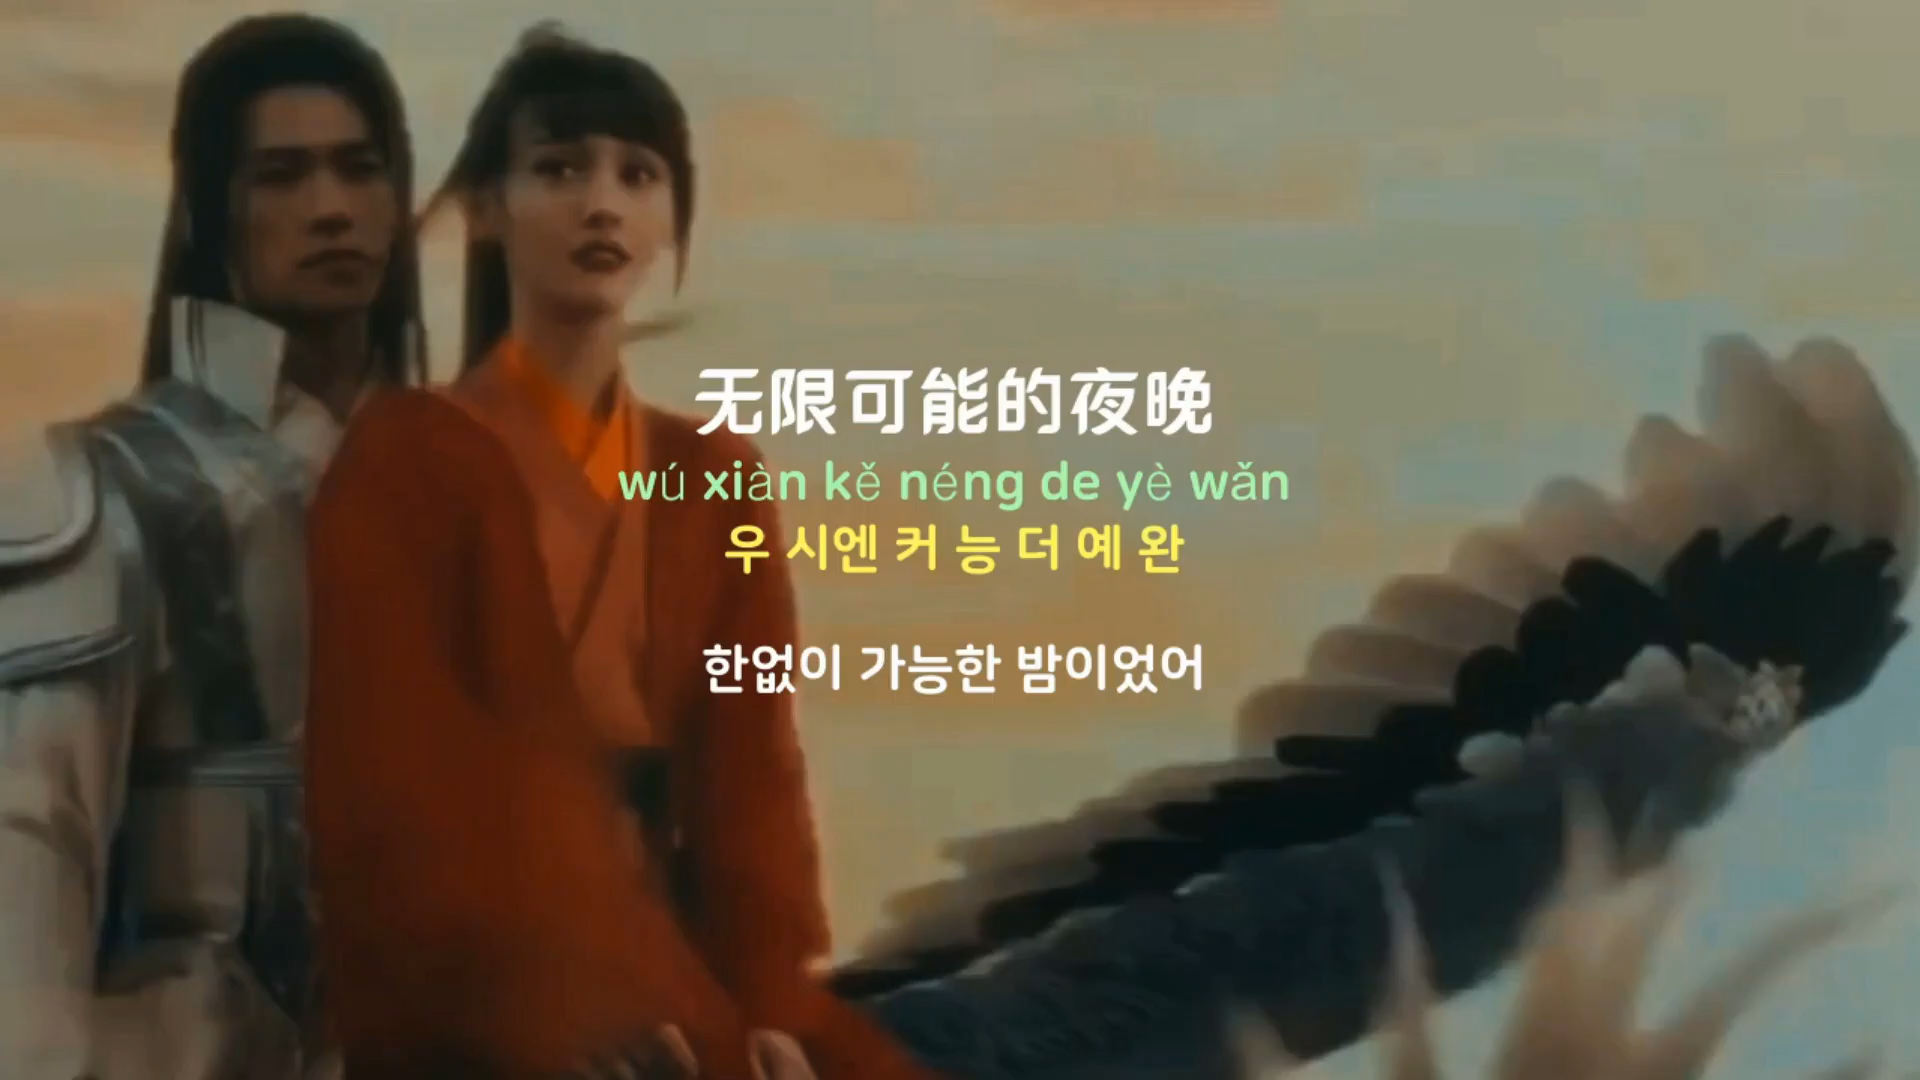 无限可能的夜晚
wú xiàn kě néng de yè wǎn
우 시엔 커 능 더 예 완
한없이 가능한 밤이었어